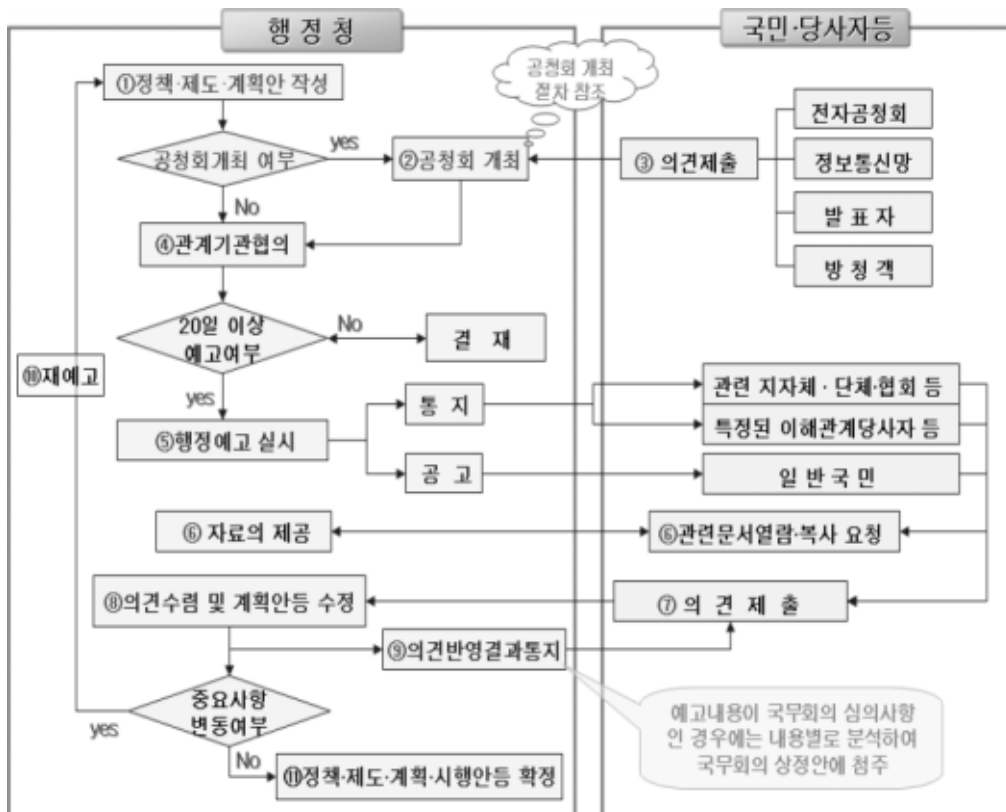 행 정 청
국민·당사자등
공청회 개최
절차 참조
①정책·제도·계획안 작성
전자공청회
공청회개최 여부
yes
②공청회 개최
③ 의견제출
정보통신망
No
발 표 자
④관계기관협의
방 청 객
20일 이상
예고여부
No
결 재
⑩재예고
yes
통 지
관련 지자체·단체·협회 등
⑤행정예고 실시
특정된 이해관계당사자 등
공 고
일 반 국 민
⑥ 자료의 제공
⑥관련문서열람·복사 요청
⑧의견수렴 및 계획안등 수정
⑦ 의 견 제 출
⑨의견반영결과통지
중요사항
변동여부
yes
예고내용이 국무회의 심의사항
인 경우에는 내용별로 분석하여
국무회의 상정안에 첨주
No
⑪정책·제도·계획·시행안등 확정